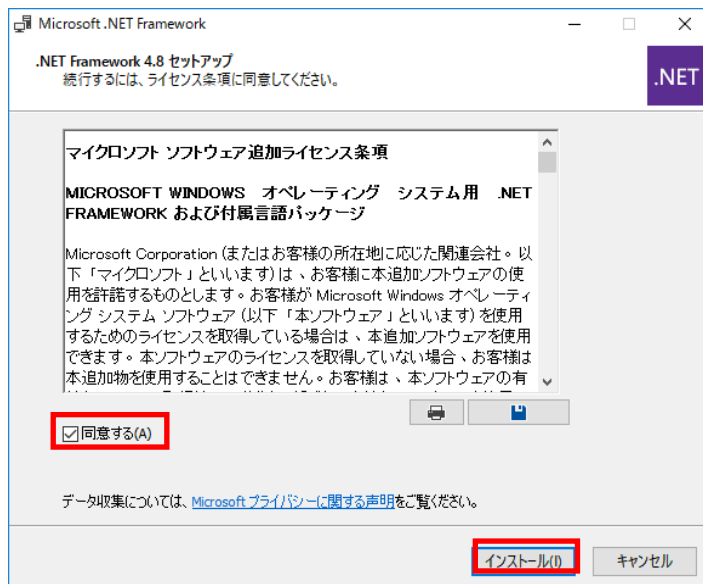 Microsoft .NET Framework
.NET Framework 4.8 セットアップ
続行するには、ライセンス条項に同意してください。
.NET
マイクロソフト ソフトウェア追加ライセンス条項
MICROSOFT WINDOWS オペレーティング システム用 .NET
FRAMEWORK および付属言語パッケージ
Microsoft Corporation (またはお客様の所在地に応じた関連会社。以
下「マイクロソフト」といいます) は、お客様に本追加ソフトウェアの使
用を許諾するものとします。お客様が Microsoft Windows オペレーティ
ング システム ソフトウェア (以下「本ソフトウェア」といいます) を使用
するためのライセンスを取得している場合は、本追加ソフトウェアを使用
できます。本ソフトウェアのライセンスを取得していない場合、お客様は
本追加物を使用することはできません。お客様は、本ソフトウェアの有
同意する(A)
データ収集については、Microsoft プライバシーに関する声明をご覧ください。
インストール(I)
キャンセル